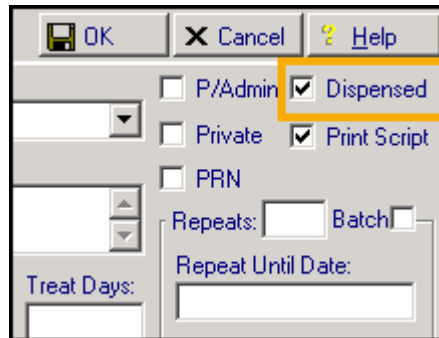 OK Cancel Help
P/Admin Dispensed
Private Print Script
PRN
Repeats: Batch
Repeat Until Date:
Treat Days: